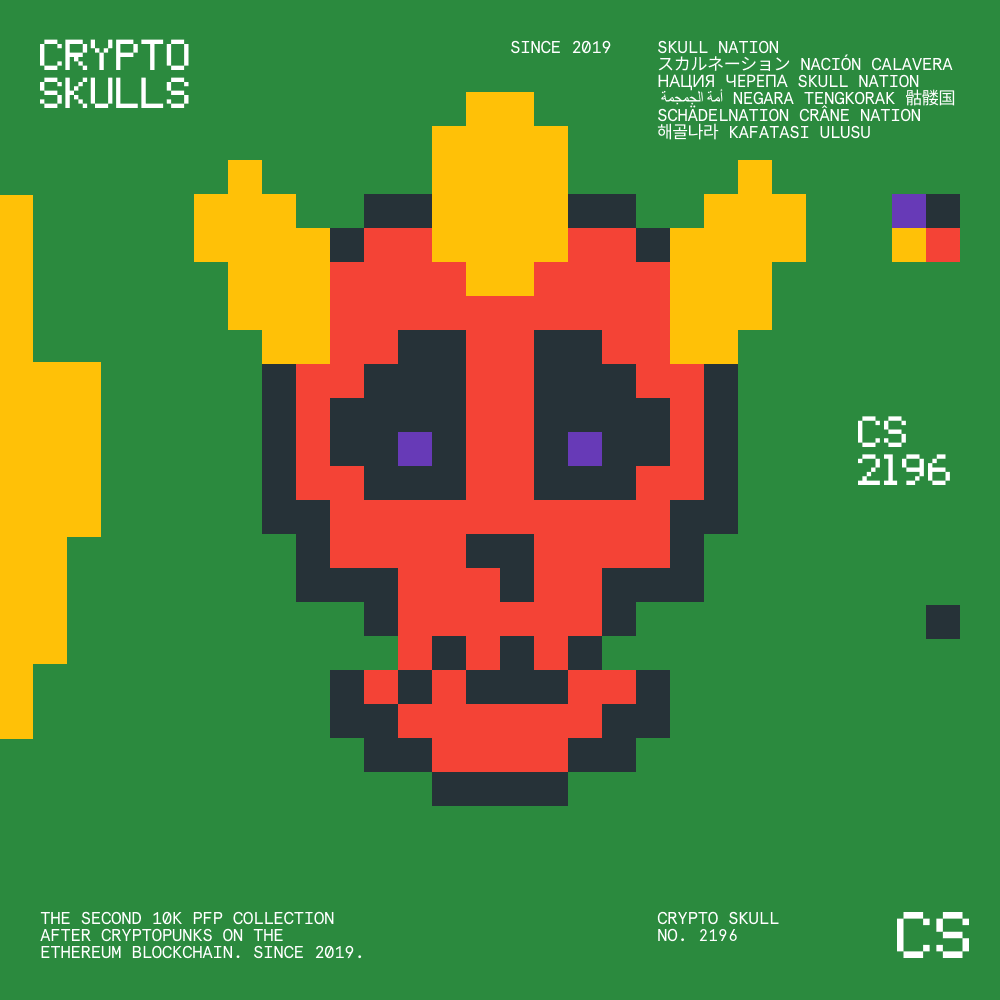 CRYPTO
SKULLS
SINCE 2019
SKULL NATION
スカルネーション NACIÓN CALAVERA
НАЦИЯ ЧЕРЕПА SKULL NATION
أمة الجمجمة NEGARA TENGKORAK 骷髅国
SCHÄDELNATION CRÂNE NATION
해골나라 KAFATASI ULUSU
CS
2196
THE SECOND 10K PFP COLLECTION
AFTER CRYPTOPUNKS ON THE
ETHEREUM BLOCKCHAIN. SINCE 2019.
CRYPTO SKULL
NO. 2196
CS